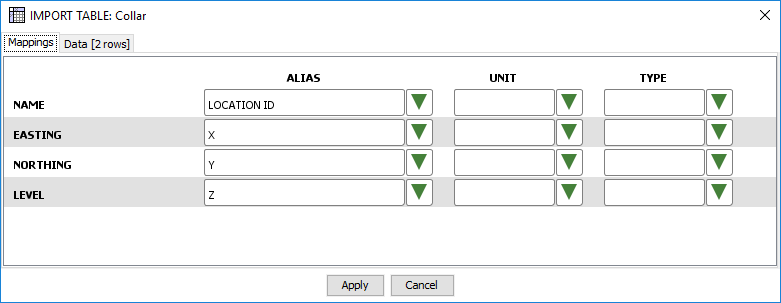 IMPORT TABLE: Collar
Mappings Data [2 rows]
ALIAS UNIT TYPE
NAME LOCATION ID
EASTING X
NORTHING Y
LEVEL Z
Apply Cancel